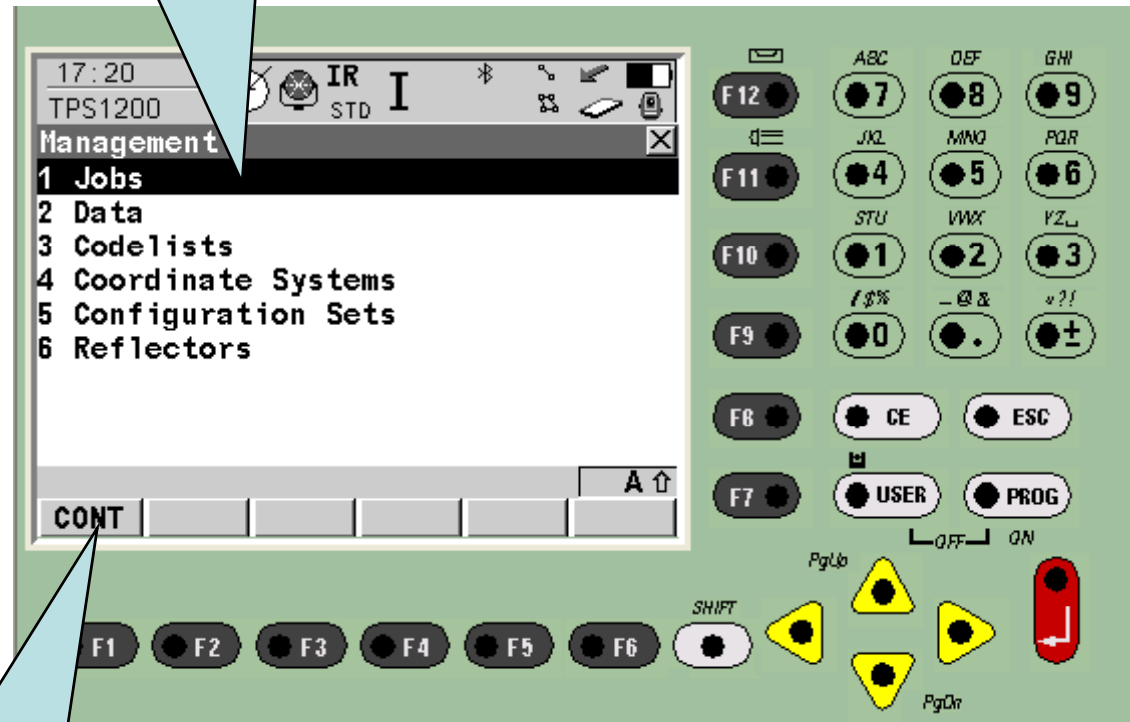 17:20 IR I
TPS1200 STD
Management
1 Jobs
2 Data
3 Codelists
4 Coordinate Systems
5 Configuration Sets
6 Reflectors
A
CONT
ABC DEF GHI
F12 7 8 9
JKL MNO PQR
F11 4 5 6
STU VWX YZ
F10 1 2 3
/$% _@& *?!
F9 0 . ±
F8 CE ESC
F7 USER PROG
OFF ON
PgUp
SHIFT
F1 F2 F3 F4 F5 F6
PgDn